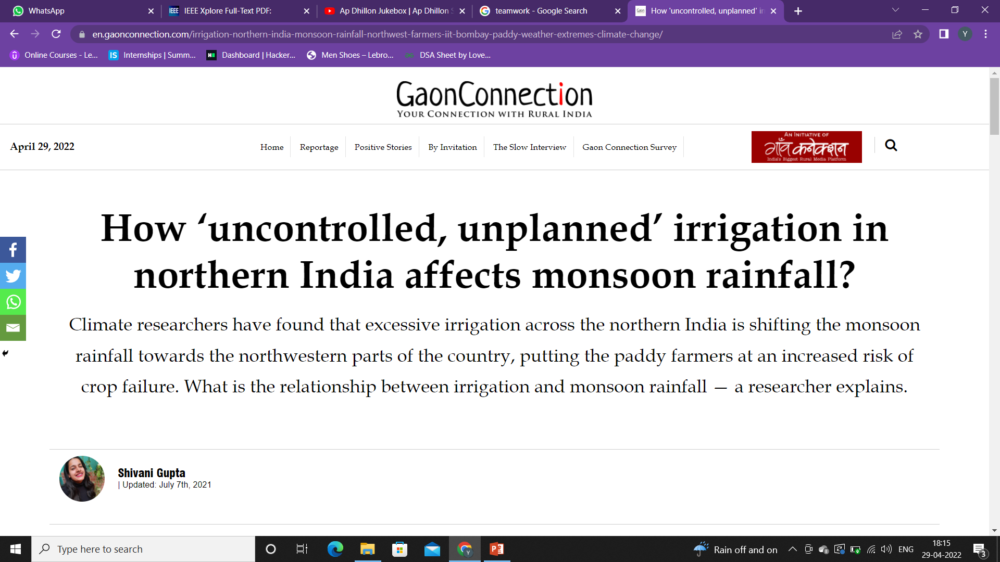 WhatsApp
IEEE Xplore Full-Text PDF:
Ap Dhillon Jukebox | Ap Dhillon S
teamwork - Google Search
How 'uncontrolled, unplanned' in
en.gaonconnection.com/irrigation-northern-india-monsoon-rainfall-northwest-farmers-iit-bombay-paddy-weather-extremes-climate-change/
Y
Online Courses - Le...
Internships | Summ...
Dashboard | Hacker...
Men Shoes – Lebro...
DSA Sheet by Love...
GaonConnection
YOUR CONNECTION WITH RURAL INDIA
April 29, 2022
Home
Reportage
Positive Stories
By Invitation
The Slow Interview
Gaon Connection Survey
AN INITIATIVE OF
गाँव कनेक्शन
India's Biggest Rural Media Platform
How ‘uncontrolled, unplanned’ irrigation in
northern India affects monsoon rainfall?
Climate researchers have found that excessive irrigation across the northern India is shifting the monsoon
rainfall towards the northwestern parts of the country, putting the paddy farmers at an increased risk of
crop failure. What is the relationship between irrigation and monsoon rainfall — a researcher explains.
Shivani Gupta
| Updated: July 7th, 2021
Type here to search
Rain off and on
ENG
18:15
29-04-2022
3